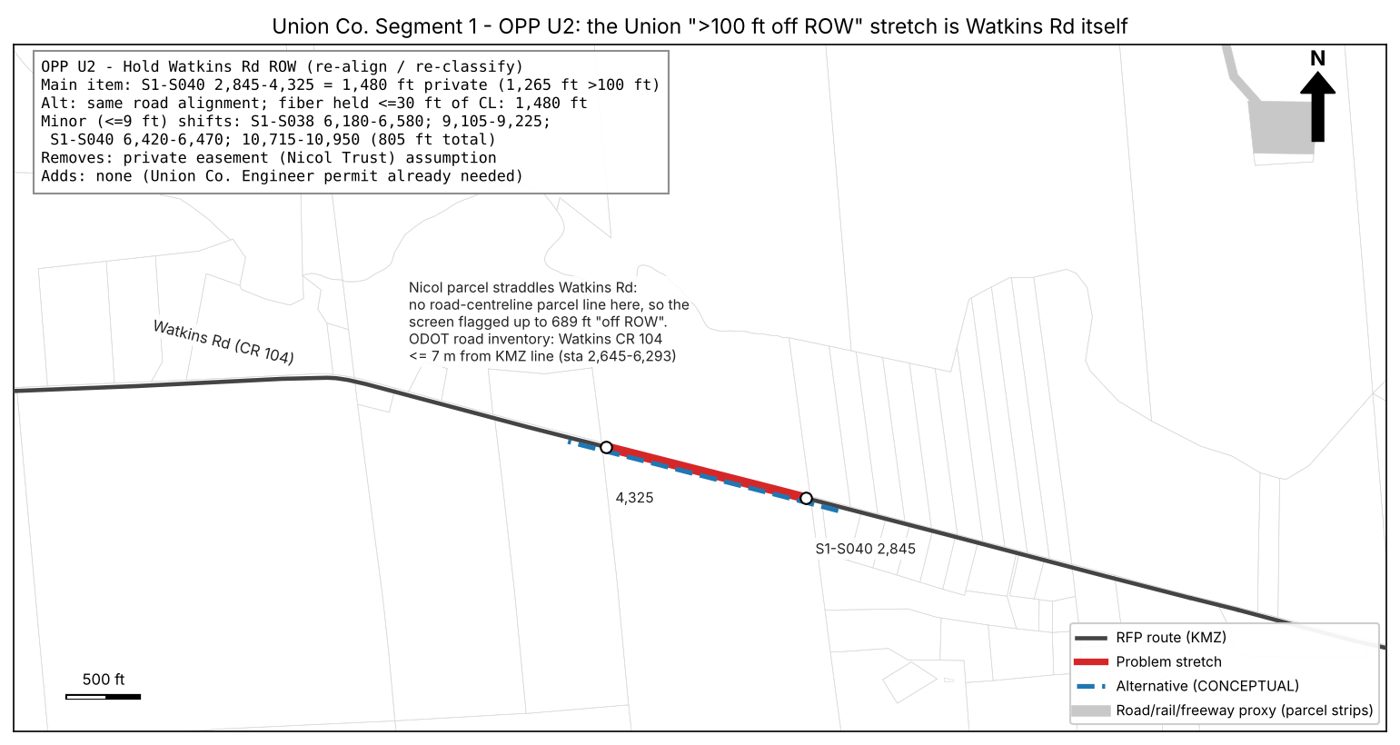 Union Co. Segment 1 - OPP U2: the Union ">100 ft off ROW" stretch is Watkins Rd itself
OPP U2 - Hold Watkins Rd ROW (re-align / re-classify)
Main item: S1-S040 2,845-4,325 = 1,480 ft private (1,265 ft >100 ft)
Alt: same road alignment; fiber held <=30 ft of CL: 1,480 ft
Minor (<=9 ft) shifts: S1-S038 6,180-6,580; 9,105-9,225;
S1-S040 6,420-6,470; 10,715-10,950 (805 ft total)
Removes: private easement (Nicol Trust) assumption
Adds: none (Union Co. Engineer permit already needed)
N
Nicol parcel straddles Watkins Rd:
no road-centreline parcel line here, so the
screen flagged up to 689 ft "off ROW".
ODOT road inventory: Watkins CR 104
<= 7 m from KMZ line (sta 2,645-6,293)
Watkins Rd (CR 104)
4,325
S1-S040 2,845
500 ft
RFP route (KMZ)
Problem stretch
Alternative (CONCEPTUAL)
Road/rail/freeway proxy (parcel strips)